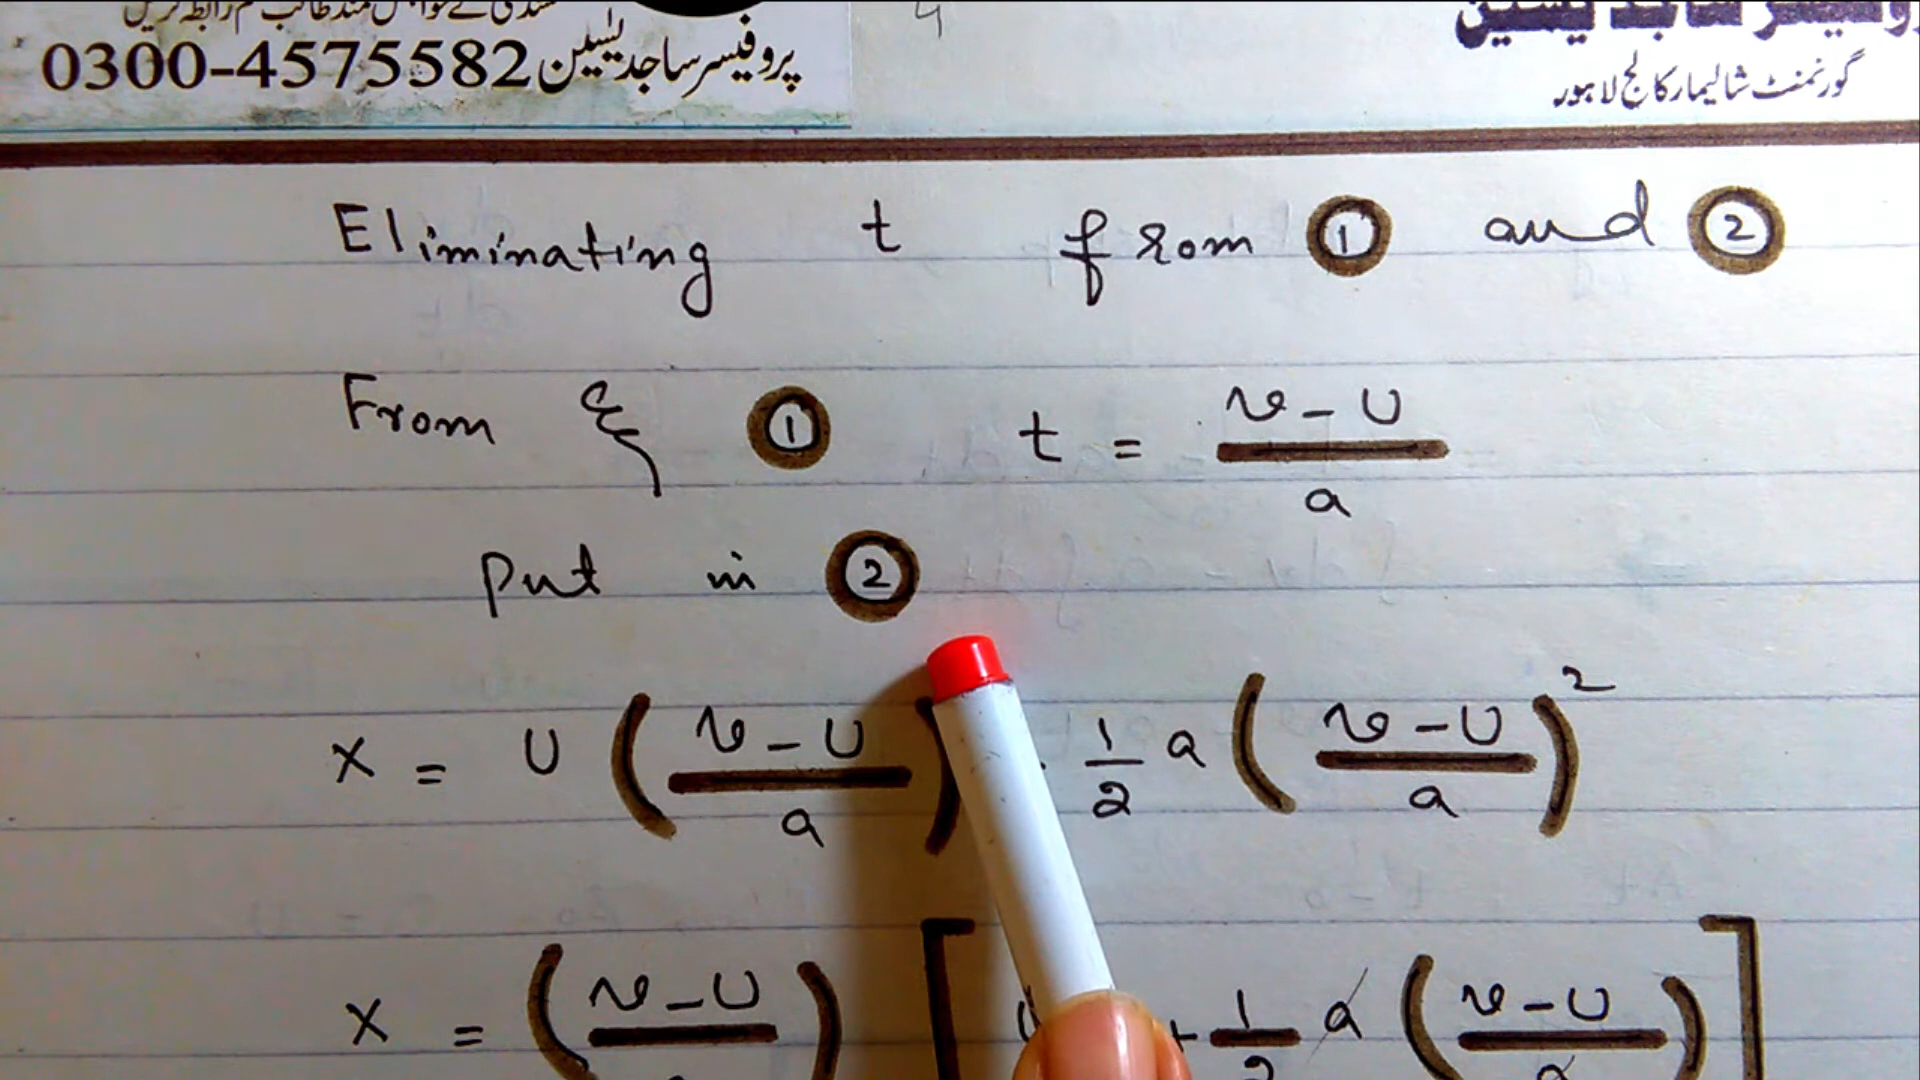 پروفیسر ساجد یٰسین 0300-4575582
گورنمنٹ شالیمار کالج لاہور
Eliminating t from ① and ②
From Eq ① t = v - U / a
Put in ②
x = U ( v - U / a ) 1/2 a ( v - U / a )²
x = ( v - U / ) [ U + 1/2 a ( v - U / a ) ]